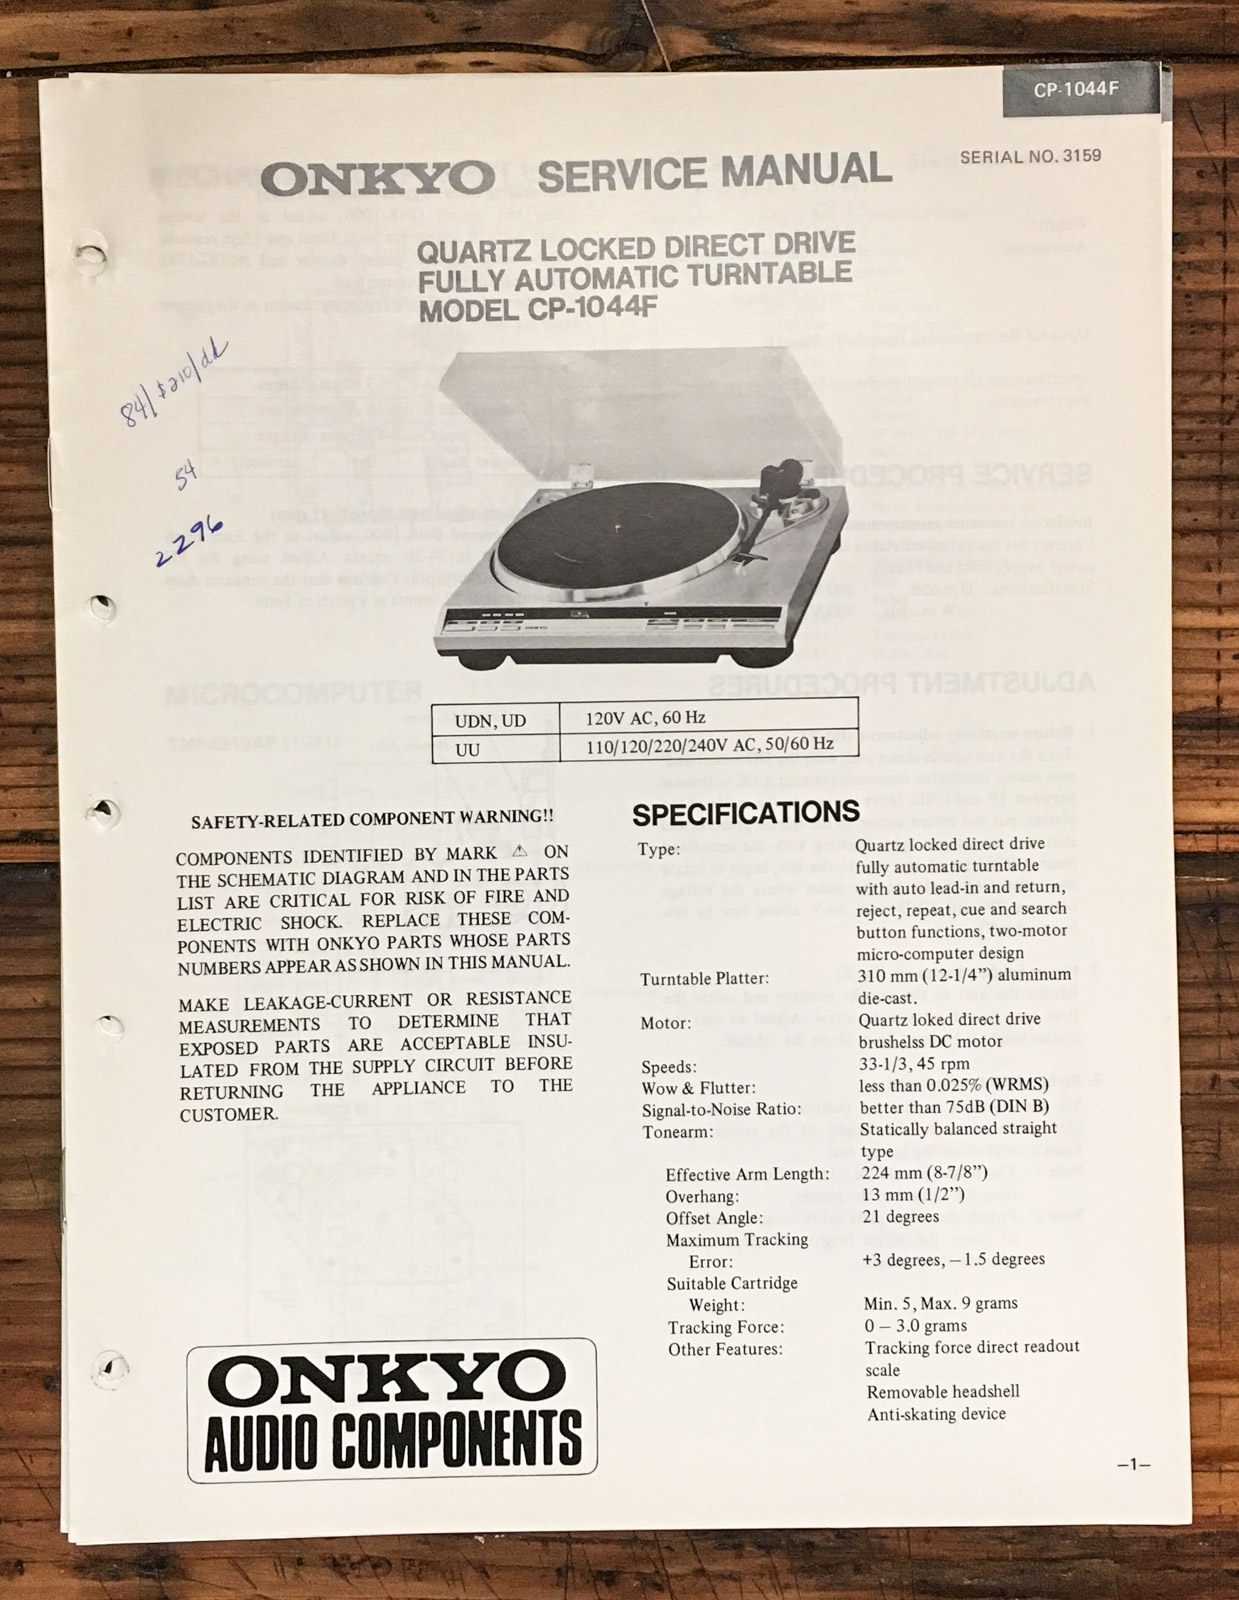 CP-1044F
ONKYO SERVICE MANUAL
SERIAL NO. 3159
QUARTZ LOCKED DIRECT DRIVE
FULLY AUTOMATIC TURNTABLE
MODEL CP-1044F
84/$210/dd
54
2296
ONKYO
UDN, UD 120V AC, 60 Hz
UU 110/120/220/240V AC, 50/60 Hz
SAFETY-RELATED COMPONENT WARNING!!
COMPONENTS IDENTIFIED BY MARK ⚠ ON
THE SCHEMATIC DIAGRAM AND IN THE PARTS
LIST ARE CRITICAL FOR RISK OF FIRE AND
ELECTRIC SHOCK. REPLACE THESE COM-
PONENTS WITH ONKYO PARTS WHOSE PARTS
NUMBERS APPEAR AS SHOWN IN THIS MANUAL.
MAKE LEAKAGE-CURRENT OR RESISTANCE
MEASUREMENTS TO DETERMINE THAT
EXPOSED PARTS ARE ACCEPTABLE INSU-
LATED FROM THE SUPPLY CIRCUIT BEFORE
RETURNING THE APPLIANCE TO THE
CUSTOMER.
ONKYO
AUDIO COMPONENTS
SPECIFICATIONS
Type: Quartz locked direct drive
fully automatic turntable
with auto lead-in and return,
reject, repeat, cue and search
button functions, two-motor
micro-computer design
Turntable Platter: 310 mm (12-1/4”) aluminum
die-cast.
Motor: Quartz loked direct drive
brushelss DC motor
Speeds: 33-1/3, 45 rpm
Wow & Flutter: less than 0.025% (WRMS)
Signal-to-Noise Ratio: better than 75dB (DIN B)
Tonearm: Statically balanced straight
type
Effective Arm Length: 224 mm (8-7/8”)
Overhang: 13 mm (1/2”)
Offset Angle: 21 degrees
Maximum Tracking
Error: +3 degrees, – 1.5 degrees
Suitable Cartridge
Weight: Min. 5, Max. 9 grams
Tracking Force: 0 – 3.0 grams
Other Features: Tracking force direct readout
scale
Removable headshell
Anti-skating device
–1–